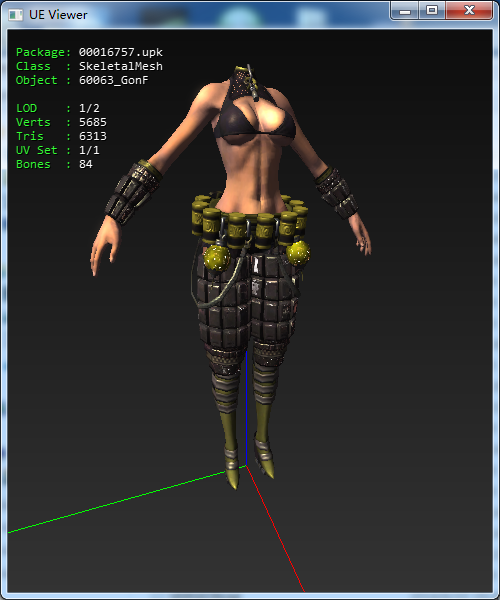 UE Viewer
Package: 00016757.upk
Class : SkeletalMesh
Object : 60063_GonF
LOD : 1/2
Verts : 5685
Tris : 6313
UV Set : 1/1
Bones : 84